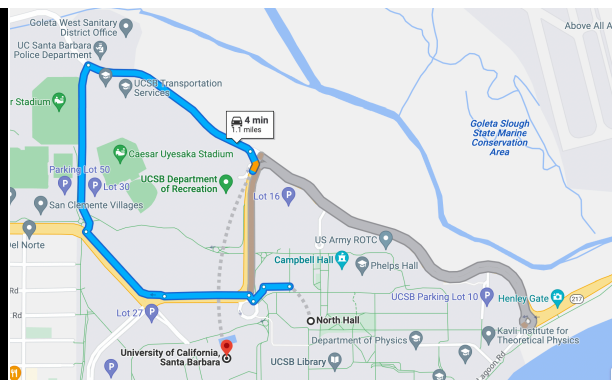 Goleta West Sanitary
District Office
UC Santa Barbara
Police Department
UCSB Transportation
Services
r Stadium
Above All A
4 min
1.1 miles
Goleta Slough
State Marine
Conservation
Area
Caesar Uyesaka Stadium
Parking Lot 50
Lot 30
UCSB Department
of Recreation
Lot 16
San Clemente Villages
Del Norte
US Army ROTC
Campbell Hall
Phelps Hall
Rd
UCSB Parking Lot 10
Henley Gate
217
Lot 27
North Hall
Rd
Kavli Institute for
Theoretical Physics
Department of Physics
University of California,
Santa Barbara
UCSB Library
agoon Rd